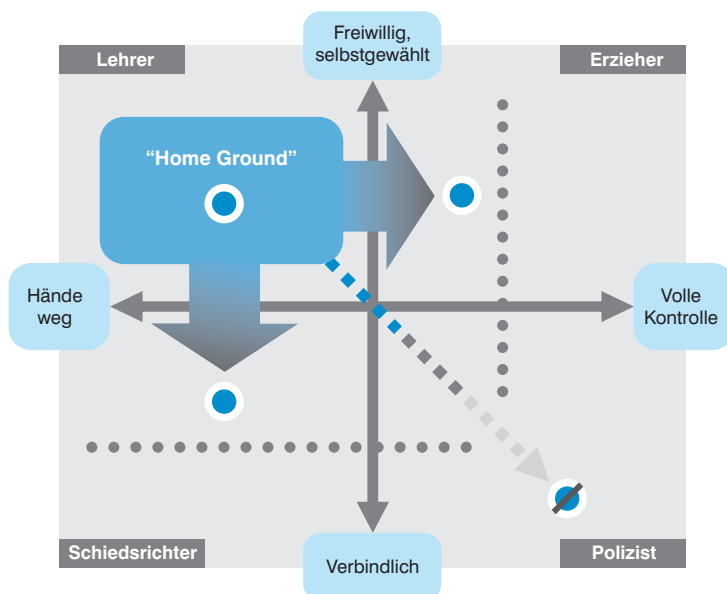 Freiwillig,
selbstgewählt
Lehrer
Erzieher
“Home Ground”
Hände
weg
Volle
Kontrolle
Schiedsrichter
Verbindlich
Polizist